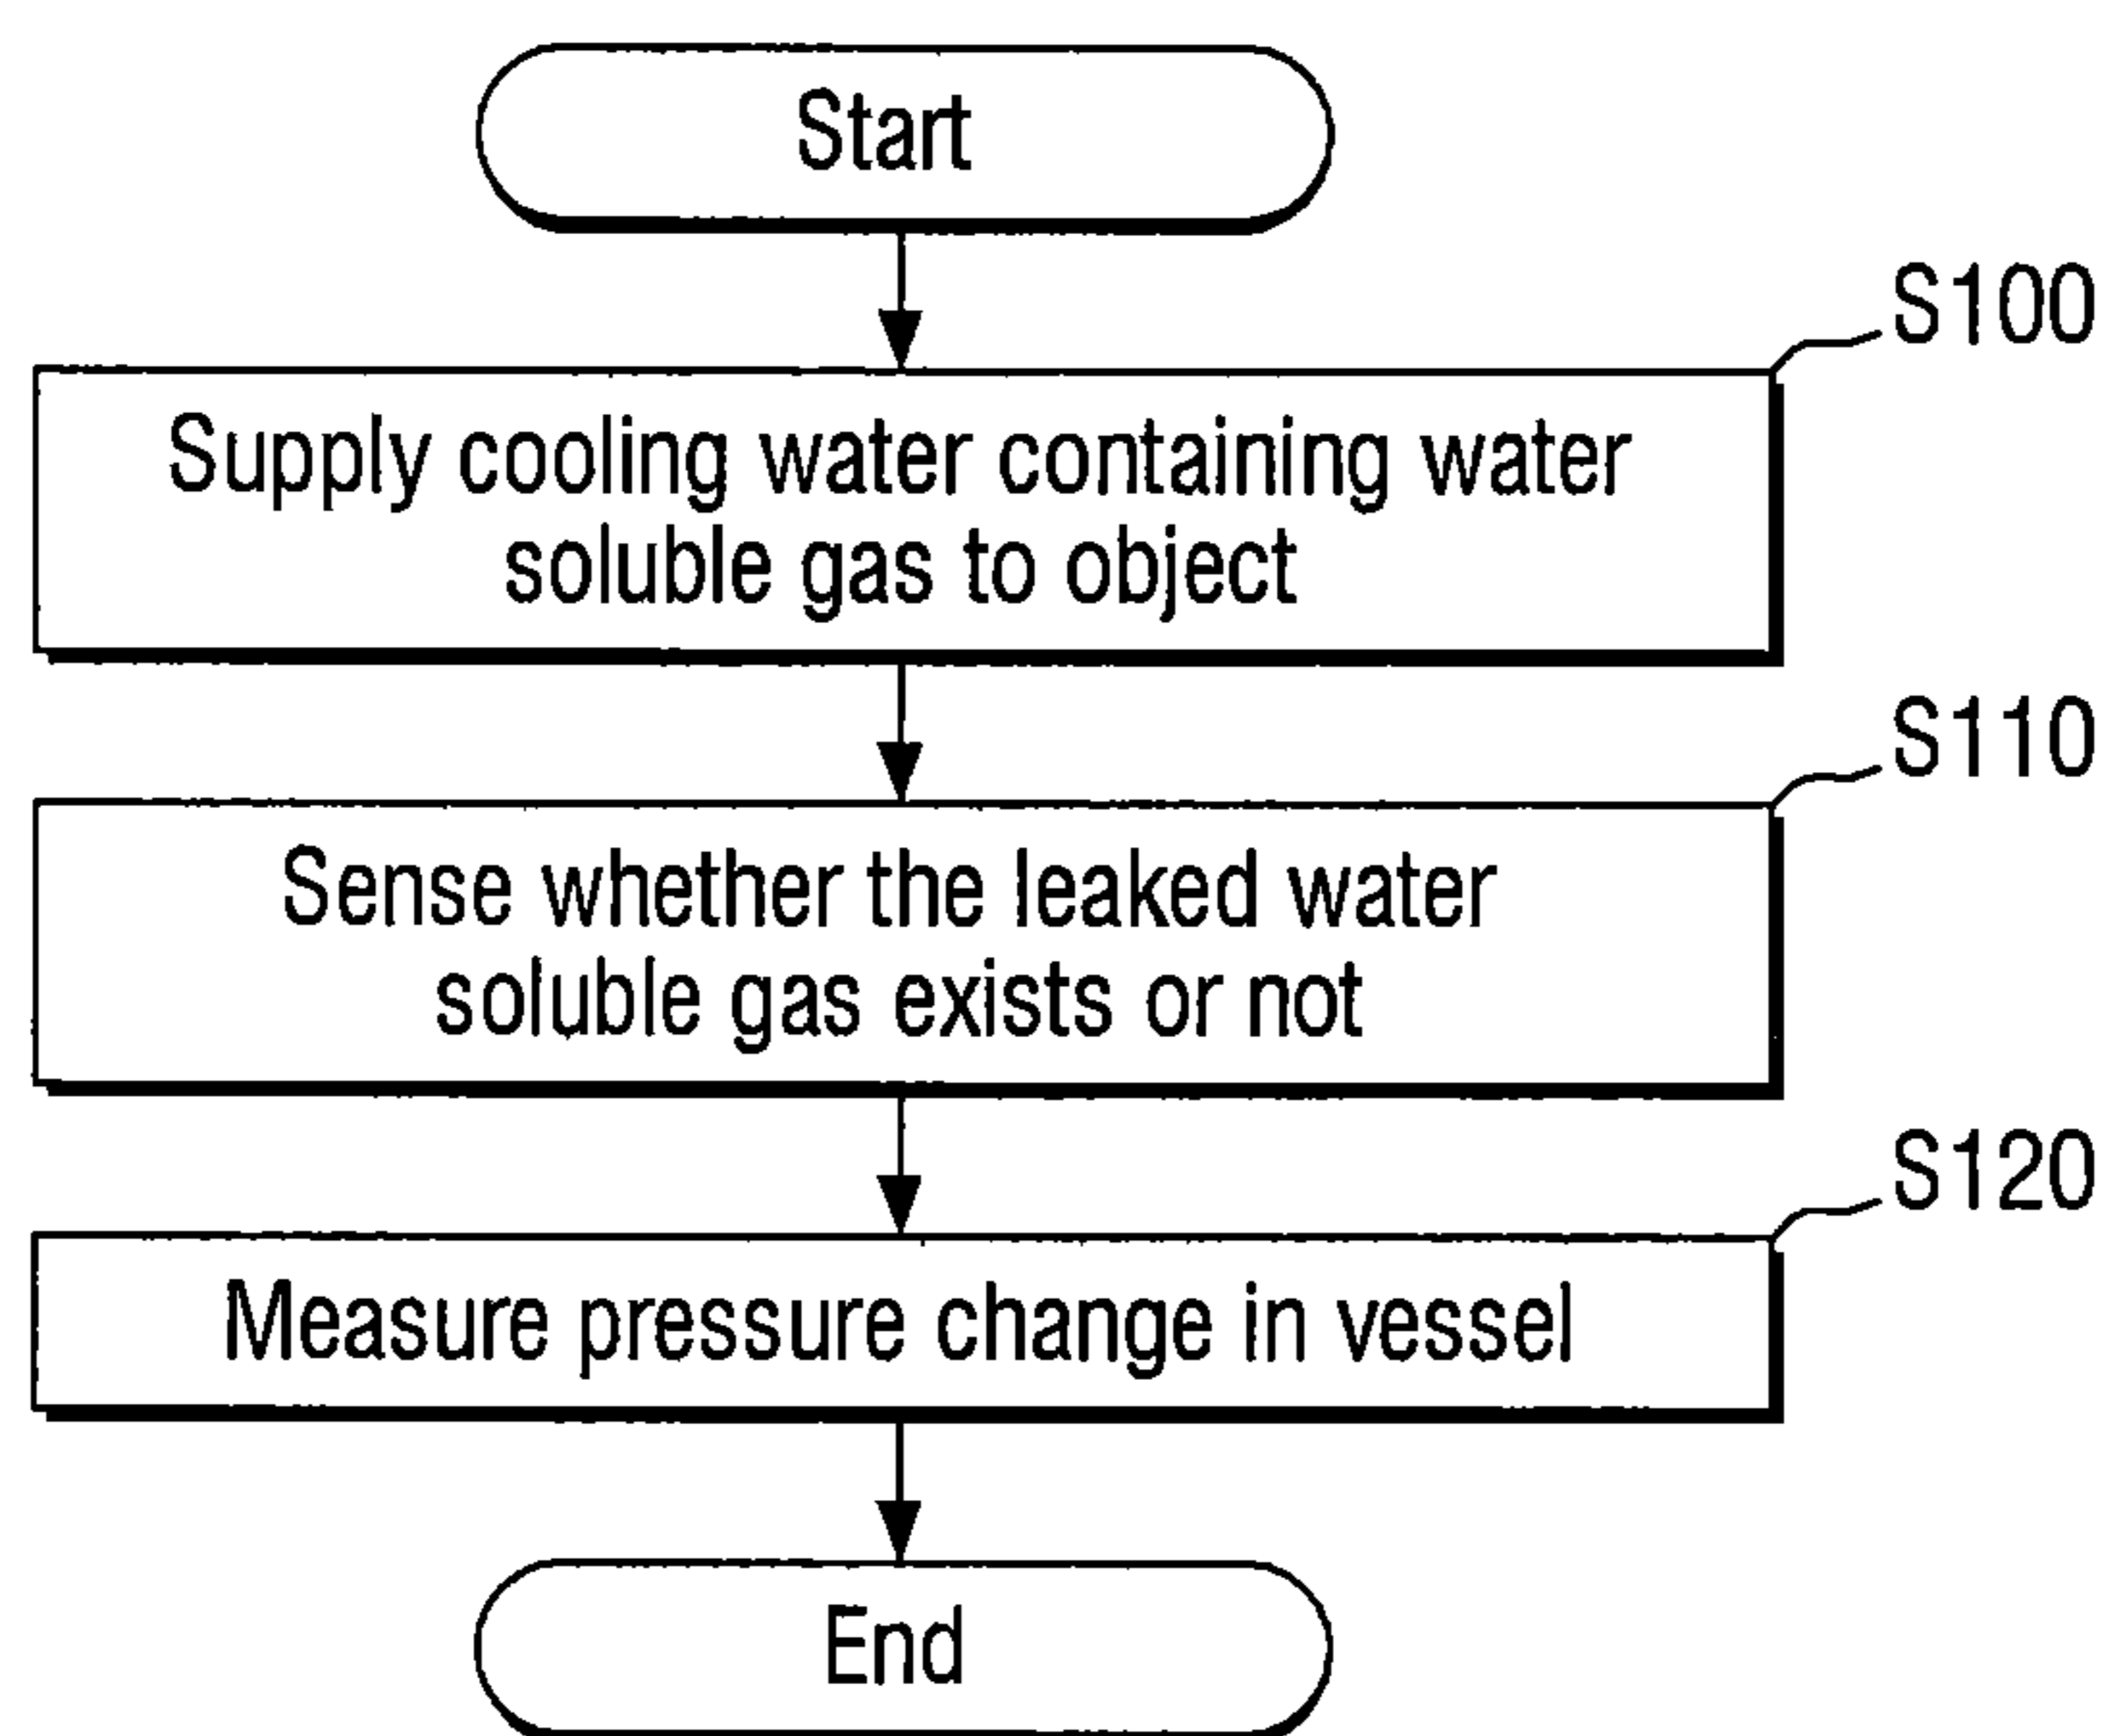 Start
S100
Supply cooling water containing water
soluble gas to object
S110
Sense whether the leaked water
soluble gas exists or not
S120
Measure pressure change in vessel
End